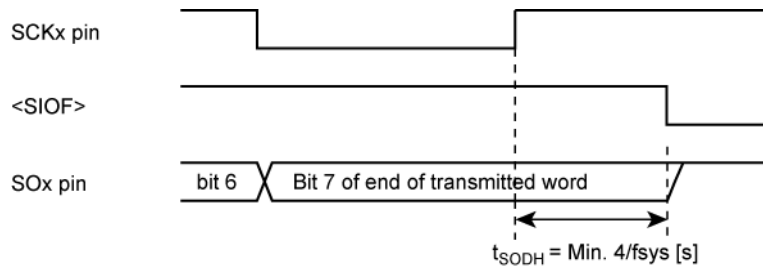 SCKx pin
<SIOF>
SOx pin
bit 6
Bit 7 of end of transmitted word
tSODH = Min. 4/fsys [s]